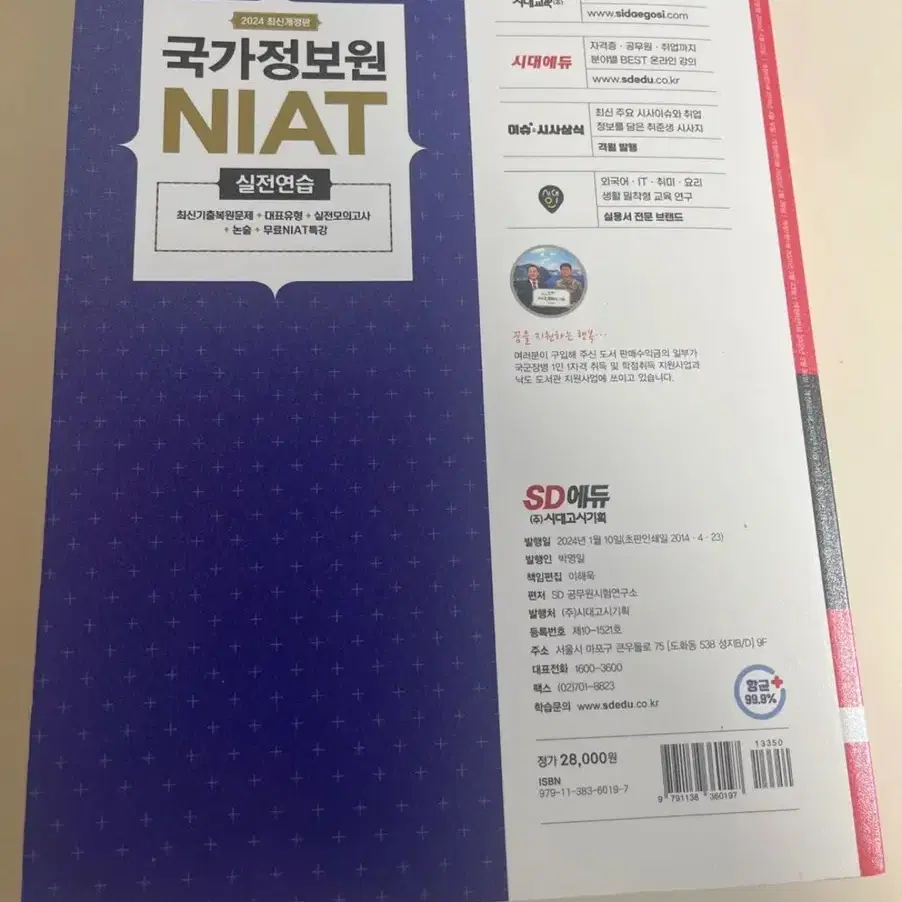 2024 최신개정판
국가정보원
NIAT
실전연습
최신기출복원문제 + 대표유형 + 실전모의고사
+ 논술 + 무료NIAT특강
www.sidaegosi.com
시대에듀
자격증 · 공무원 · 취업까지
분야별 BEST 온라인 강의
www.sdedu.co.kr
이슈&시사상식
최신 주요 시사이슈와 취업
정보를 담은 취준생 시사지
격월 발행
시대
인
외국어 · IT · 취미 · 요리
생활 밀착형 교육 연구
실용서 전문 브랜드
꿈을 지원하는 행복...
여러분이 구입해 주신 도서 판매수익금의 일부가
국군장병 1인 1자격 취득 및 학점취득 지원사업과
낙도 도서관 지원사업에 쓰이고 있습니다.
SD에듀
(주)시대고시기획
발행일 2024년 1월 10일(초판인쇄일 2014 · 4 · 23)
발행인 박영일
책임편집 이해욱
편저 SD 공무원시험연구소
발행처 (주)시대고시기획
등록번호 제10-1521호
주소 서울시 마포구 큰우물로 75 [도화동 538 성지B/D] 9F
대표전화 1600-3600
팩스 (02)701-8823
학습문의 www.sdedu.co.kr
항균+
99.9%
정가 28,000원
ISBN
979-11-383-6019-7
13350
9 791138 360197